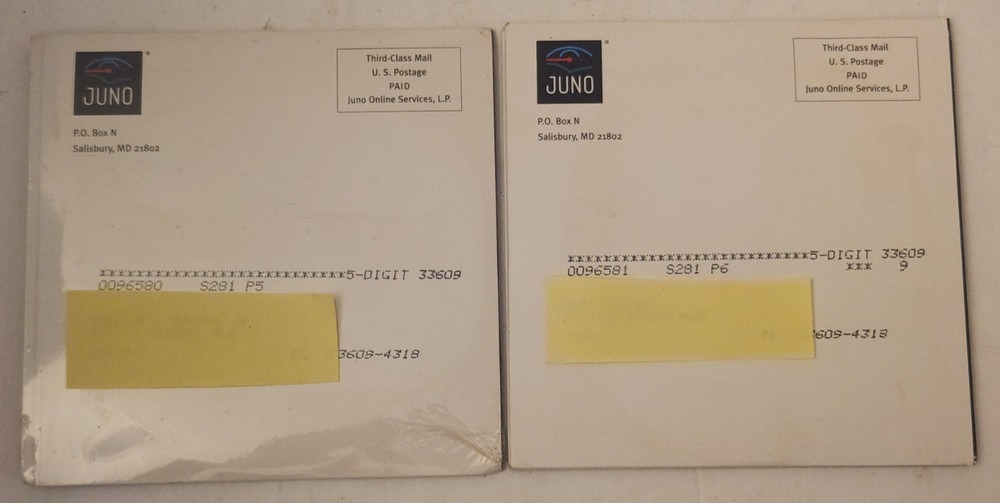 JUNO
Third-Class Mail
U. S. Postage
PAID
Juno Online Services, L.P.
P.O. Box N
Salisbury, MD 21802
****************************5-DIGIT 33609
0096580 S281 P5
3609-4318
JUNO
Third-Class Mail
U. S. Postage
PAID
Juno Online Services, L.P.
P.O. Box N
Salisbury, MD 21802
****************************5-DIGIT 33609
0096581 S281 P6 *** 9
3609-4318